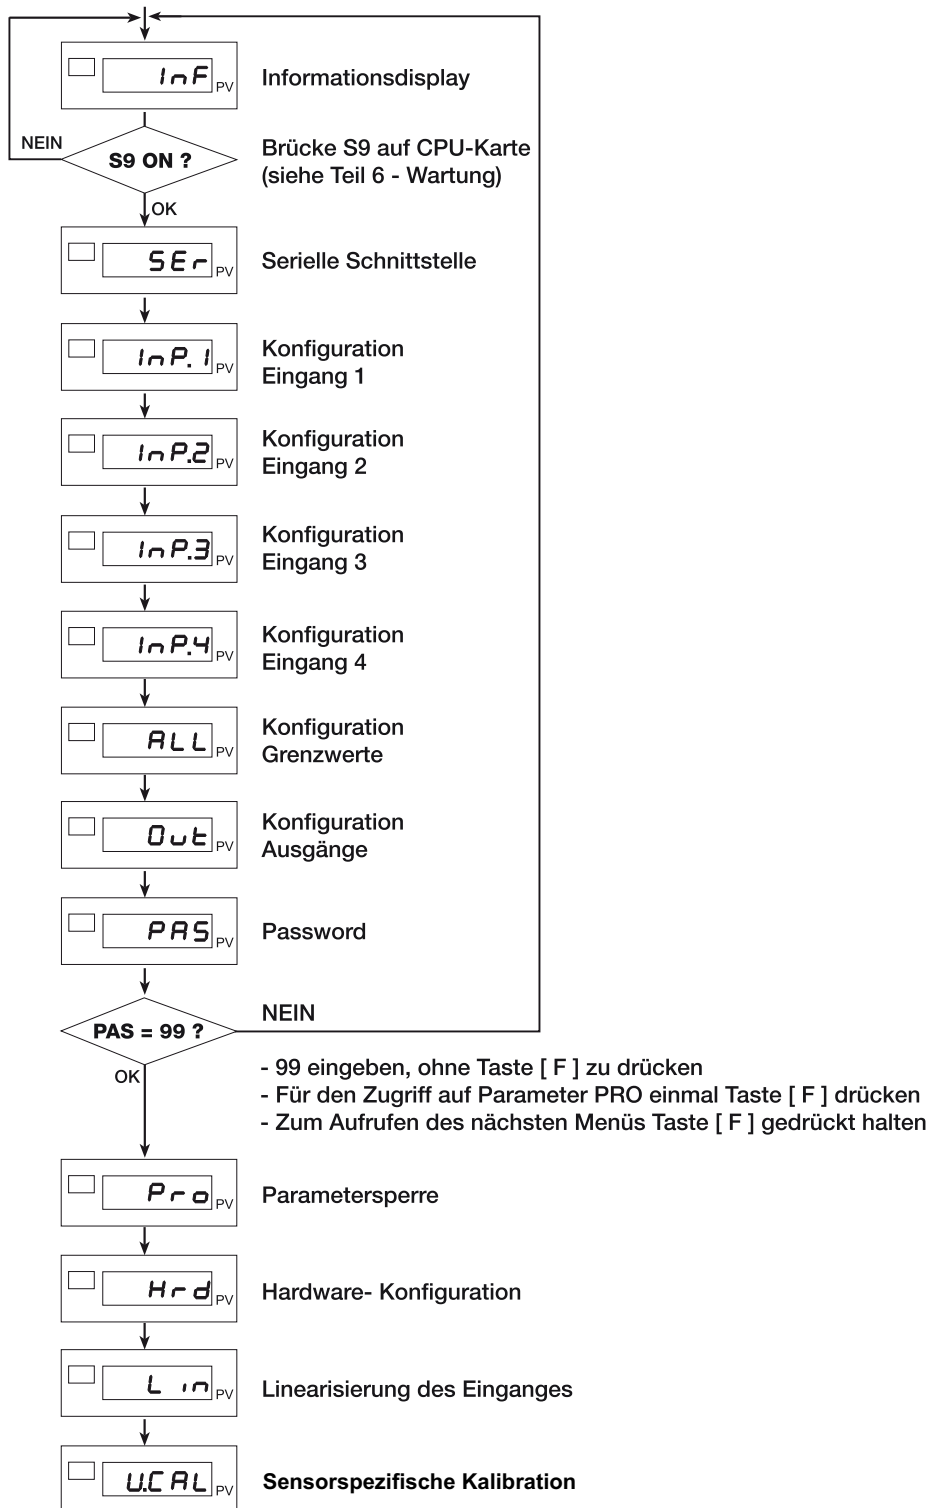 InF PV Informationsdisplay
NEIN
S9 ON ?
Brücke S9 auf CPU-Karte
(siehe Teil 6 - Wartung)
OK
SEr PV Serielle Schnittstelle
InP.1 PV
Konfiguration
Eingang 1
InP.2 PV
Konfiguration
Eingang 2
InP.3 PV
Konfiguration
Eingang 3
InP.4 PV
Konfiguration
Eingang 4
ALL PV
Konfiguration
Grenzwerte
Out PV
Konfiguration
Ausgänge
PAS PV Password
PAS = 99 ?
NEIN
OK
- 99 eingeben, ohne Taste [ F ] zu drücken
- Für den Zugriff auf Parameter PRO einmal Taste [ F ] drücken
- Zum Aufrufen des nächsten Menüs Taste [ F ] gedrückt halten
Pro PV Parametersperre
Hrd PV Hardware- Konfiguration
Lin PV Linearisierung des Einganges
U.CAL PV Sensorspezifische Kalibration